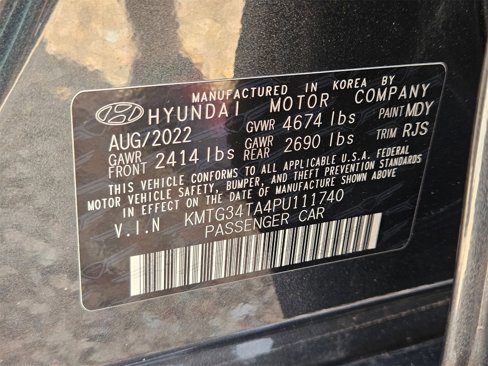 MANUFACTURED IN KOREA BY
HYUNDAI MOTOR COMPANY
AUG/2022 GVWR 4674 lbs PAINT MDY
GAWR FRONT 2414 lbs GAWR REAR 2690 lbs TRIM RJS
THIS VEHICLE CONFORMS TO ALL APPLICABLE U.S.A. FEDERAL
MOTOR VEHICLE SAFETY, BUMPER, AND THEFT PREVENTION STANDARDS
IN EFFECT ON THE DATE OF MANUFACTURE SHOWN ABOVE.
V.I.N KMTG34TA4PU111740
PASSENGER CAR